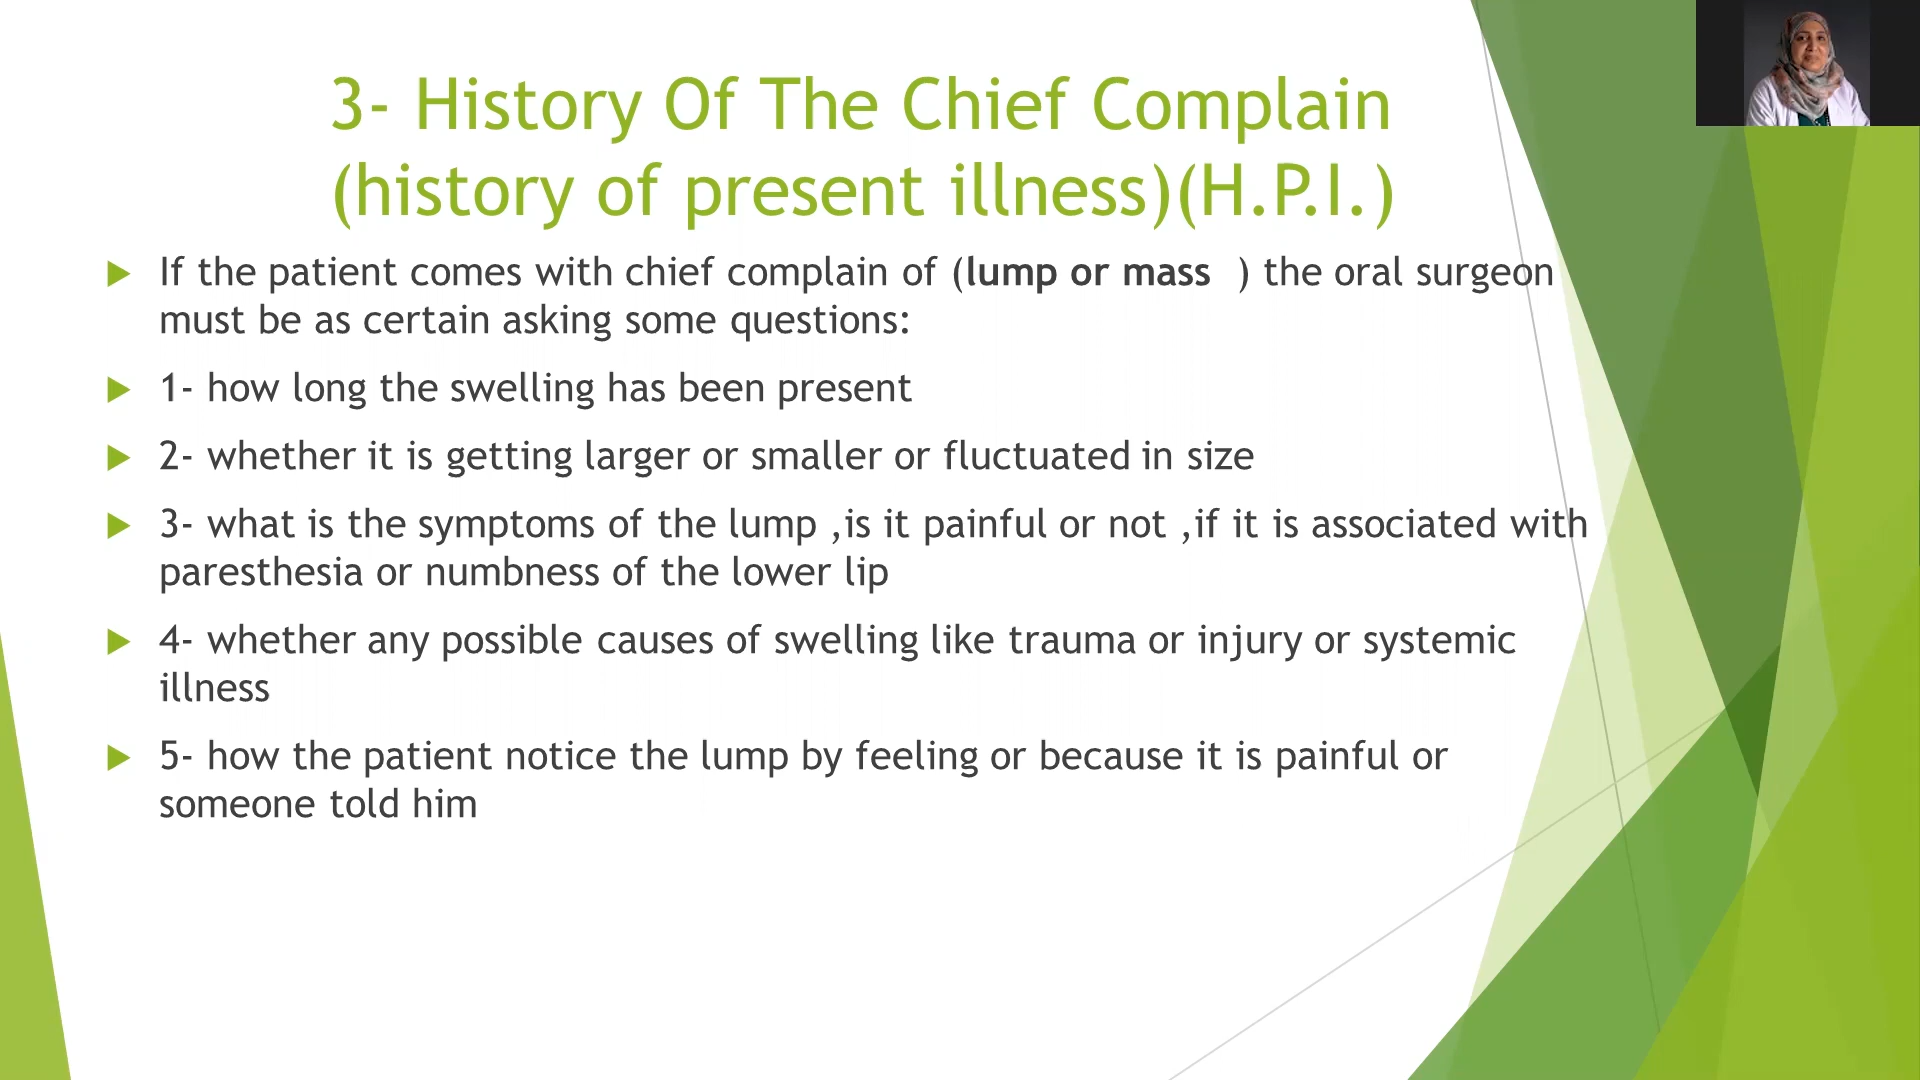 3- History Of The Chief Complain
(history of present illness)(H.P.I.)
If the patient comes with chief complain of (lump or mass  ) the oral surgeon
must be as certain asking some questions:
1- how long the swelling has been present
2- whether it is getting larger or smaller or fluctuated in size
3- what is the symptoms of the lump ,is it painful or not ,if it is associated with
paresthesia or numbness of the lower lip
4- whether any possible causes of swelling like trauma or injury or systemic
illness
5- how the patient notice the lump by feeling or because it is painful or
someone told him